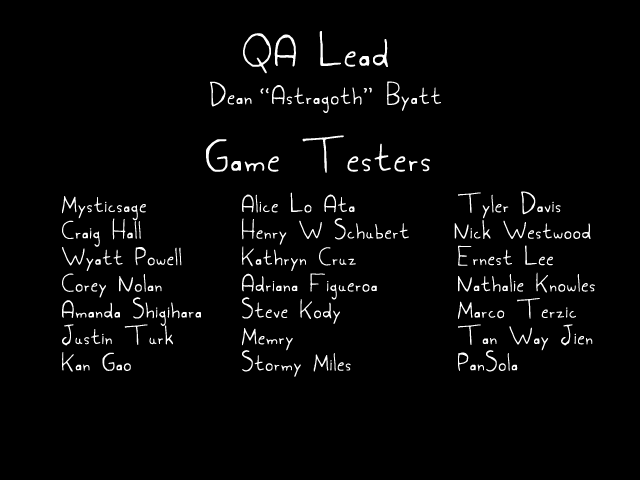 QA Lead
Dean “Astragoth” Byatt
Game Testers
Mysticsage
Craig Hall
Wyatt Powell
Corey Nolan
Amanda Shigihara
Justin Turk
Kan Gao
Alice Lo Ata
Henry W Schubert
Kathryn Cruz
Adriana Figueroa
Steve Kody
Memry
Stormy Miles
Tyler Davis
Nick Westwood
Ernest Lee
Nathalie Knowles
Marco Terzic
Tan Way Jien
PanSola